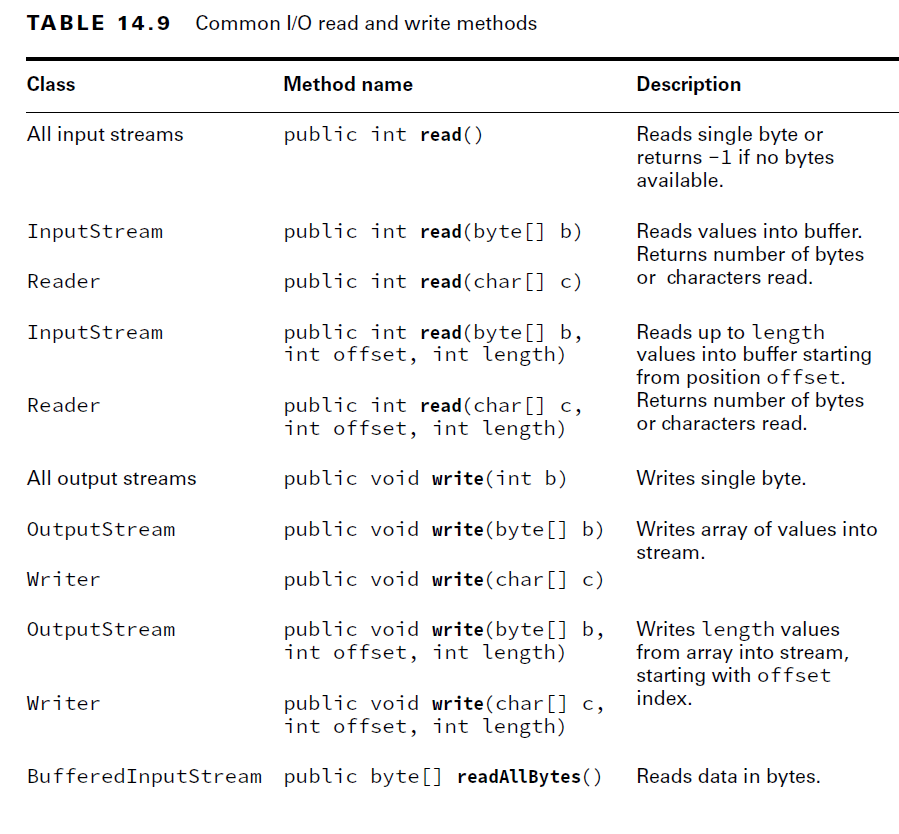 TABLE 14.9 Common I/O read and write methods
Class Method name Description
All input streams public int read() Reads single byte or
returns −1 if no bytes
available.
InputStream public int read(byte[] b) Reads values into buffer.
Returns number of bytes
Reader public int read(char[] c) or characters read.
InputStream public int read(byte[] b, Reads up to length
int offset, int length) values into buffer starting
from position offset.
Reader public int read(char[] c, Returns number of bytes
int offset, int length) or characters read.
All output streams public void write(int b) Writes single byte.
OutputStream public void write(byte[] b) Writes array of values into
stream.
Writer public void write(char[] c)
OutputStream public void write(byte[] b, Writes length values
int offset, int length) from array into stream,
starting with offset
Writer public void write(char[] c, index.
int offset, int length)
BufferedInputStream public byte[] readAllBytes() Reads data in bytes.